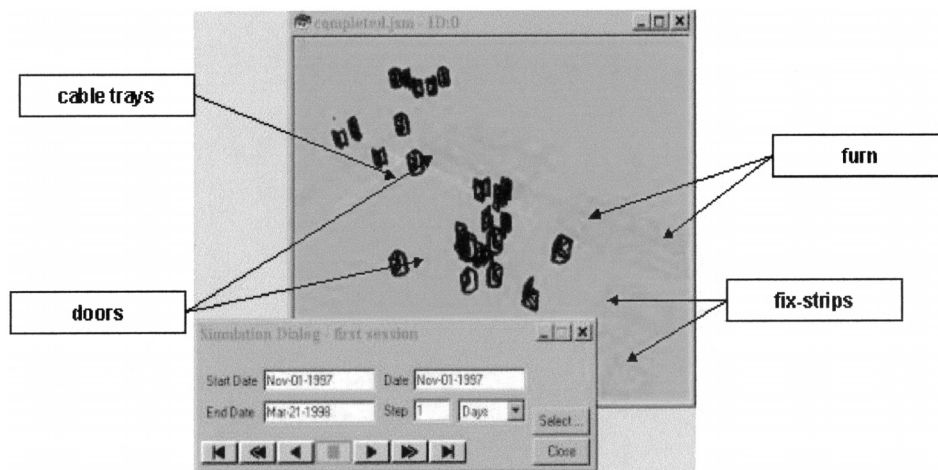 completed.jsm - ID:0
cable trays
furn
doors
fix-strips
Simulation Dialog - first session
Start Date Nov-01-1997 Date Nov-01-1997
End Date Mar-21-1998 Step 1 Days
Select ...
Close